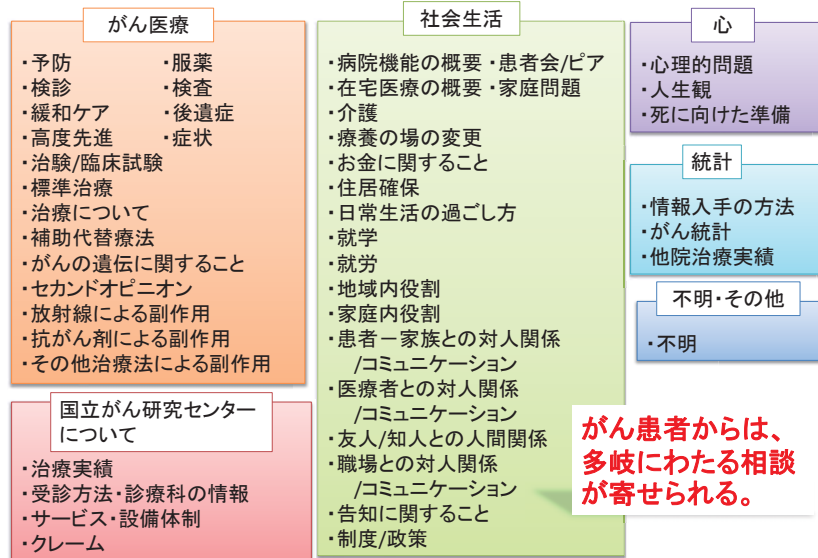 がん医療
・予防 ・服薬
・検診 ・検査
・緩和ケア ・後遺症
・高度先進 ・症状
・治験/臨床試験
・標準治療
・治療について
・補助代替療法
・がんの遺伝に関すること
・セカンドオピニオン
・放射線による副作用
・抗がん剤による副作用
・その他治療法による副作用
国立がん研究センター
について
・治療実績
・受診方法・診療科の情報
・サービス・設備体制
・クレーム
社会生活
・病院機能の概要 ・患者会/ピア
・在宅医療の概要 ・家庭問題
・介護
・療養の場の変更
・お金に関すること
・住居確保
・日常生活の過ごし方
・就学
・就労
・地域内役割
・家庭内役割
・患者－家族との対人関係
/コミュニケーション
・医療者との対人関係
/コミュニケーション
・友人/知人との人間関係
・職場との対人関係
/コミュニケーション
・告知に関すること
・制度/政策
心
・心理的問題
・人生観
・死に向けた準備
統計
・情報入手の方法
・がん統計
・他院治療実績
不明・その他
・不明
がん患者からは、
多岐にわたる相談
が寄せられる。